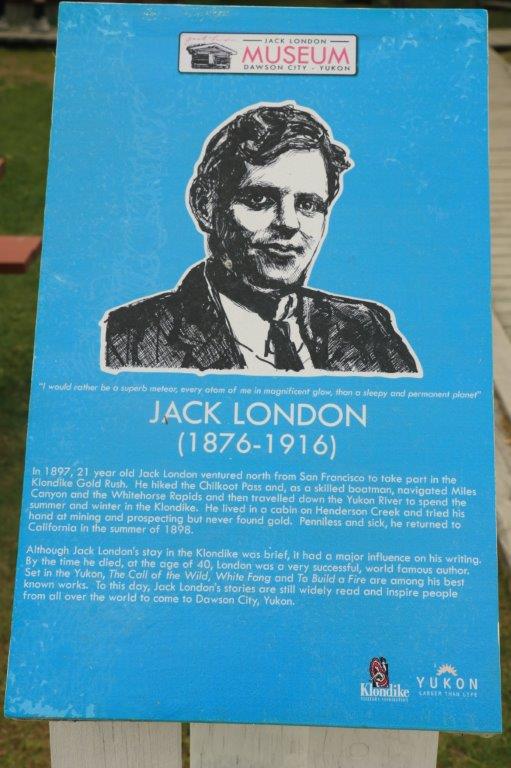 JACK LONDON
MUSEUM
DAWSON CITY - YUKON
"I would rather be a superb meteor, every atom of me in magnificent glow, than a sleepy and permanent planet"
JACK LONDON
(1876-1916)
In 1897, 21 year old Jack London ventured north from San Francisco to take part in the
Klondike Gold Rush. He hiked the Chilkoot Pass and, as a skilled boatman, navigated Miles
Canyon and the Whitehorse Rapids and then travelled down the Yukon River to spend the
summer and winter in the Klondike. He lived in a cabin on Henderson Creek and tried his
hand at mining and prospecting but never found gold. Penniless and sick, he returned to
California in the summer of 1898.
Although Jack London's stay in the Klondike was brief, it had a major influence on his writing.
By the time he died, at the age of 40, London was a very successful, world famous author.
Set in the Yukon, The Call of the Wild, White Fang and To Build a Fire are among his best
known works. To this day, Jack London's stories are still widely read and inspire people
from all over the world to come to Dawson City, Yukon.
Klondike
YUKON
LARGER THAN LIFE